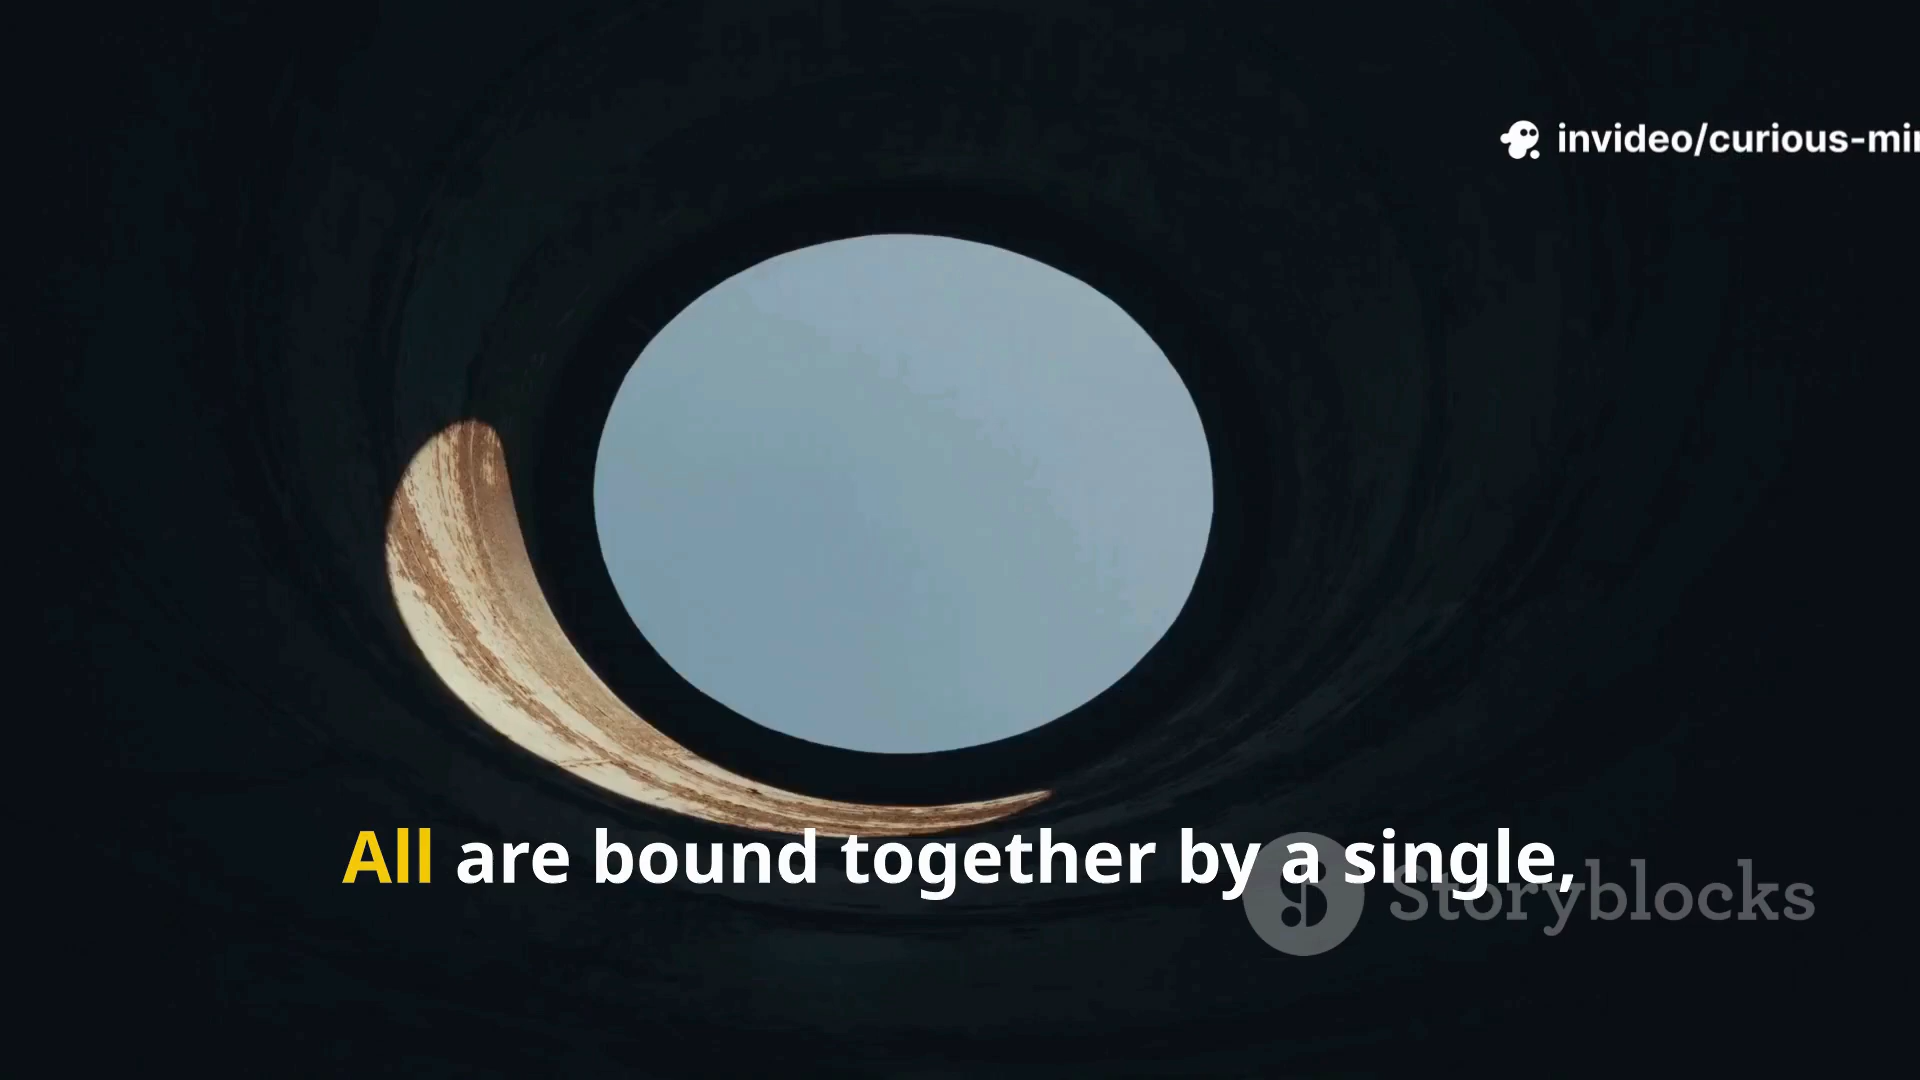 invideo/curious-mi
All are bound together by a single,
Storyblocks